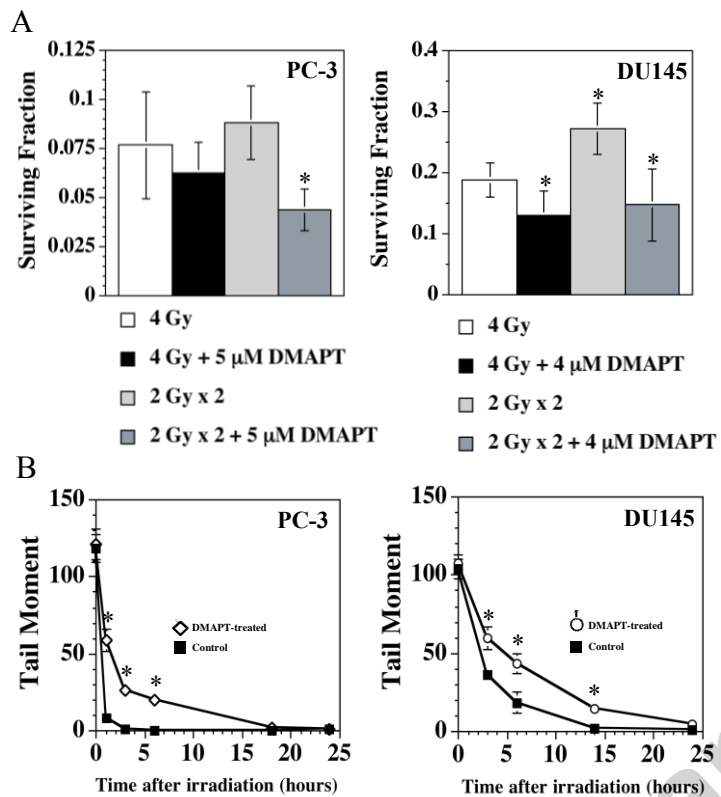 A
PC-3
0.125
0.1
0.075
0.05
0.025
0
Surviving Fraction
*
4 Gy
4 Gy + 5 µM DMAPT
2 Gy x 2
2 Gy x 2 + 5 µM DMAPT
DU145
0.4
0.3
0.2
0.1
0
Surviving Fraction
* * *
4 Gy
4 Gy + 4 µM DMAPT
2 Gy x 2
2 Gy x 2 + 4 µM DMAPT
B
PC-3
150
100
50
0
Tail Moment
* * *
DMAPT-treated
Control
0 5 10 15 20 25
Time after irradiation (hours)
DU145
150
100
50
0
Tail Moment
* * *
DMAPT-treated
Control
0 5 10 15 20 25
Time after irradiation (hours)